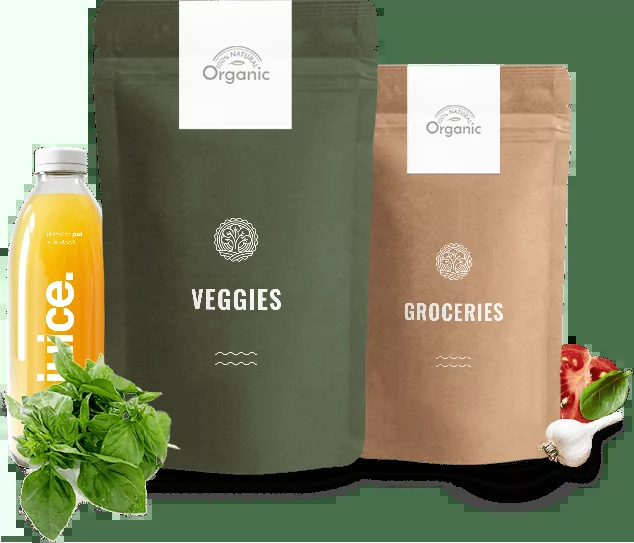 100% NATURAL
Organic
100% NATURAL
Organic
VEGGIES
GROCERIES
juice.